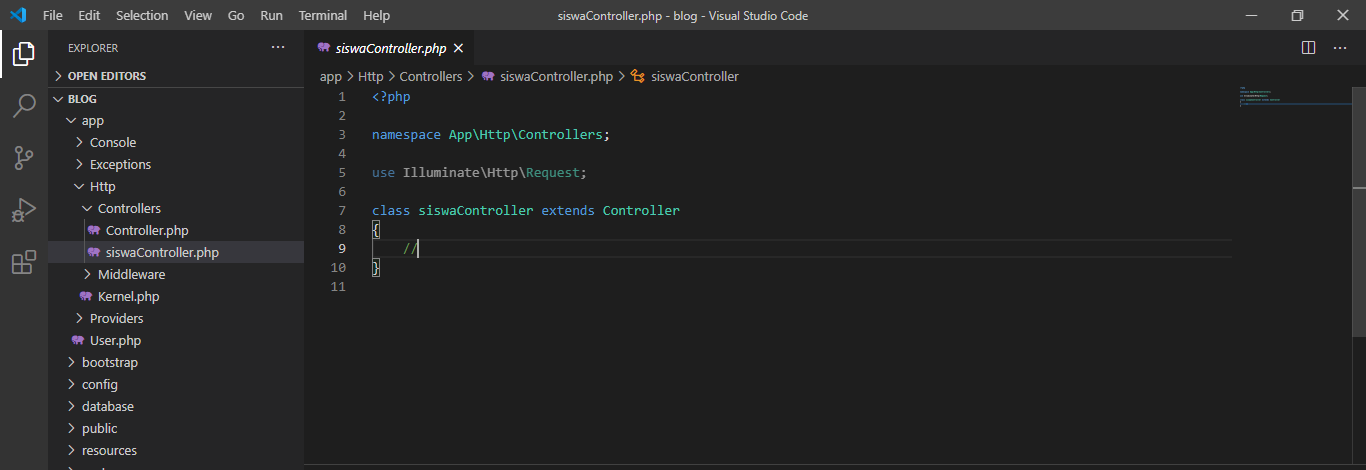 File Edit Selection View Go Run Terminal Help siswaController.php - blog - Visual Studio Code
EXPLORER
OPEN EDITORS
BLOG
app
Console
Exceptions
Http
Controllers
Controller.php
siswaController.php
Middleware
Kernel.php
Providers
User.php
bootstrap
config
database
public
resources
siswaController.php
app > Http > Controllers > siswaController.php > siswaController
1 <?php
2
3 namespace App\Http\Controllers;
4
5 use Illuminate\Http\Request;
6
7 class siswaController extends Controller
8 {
9 //
10 }
11